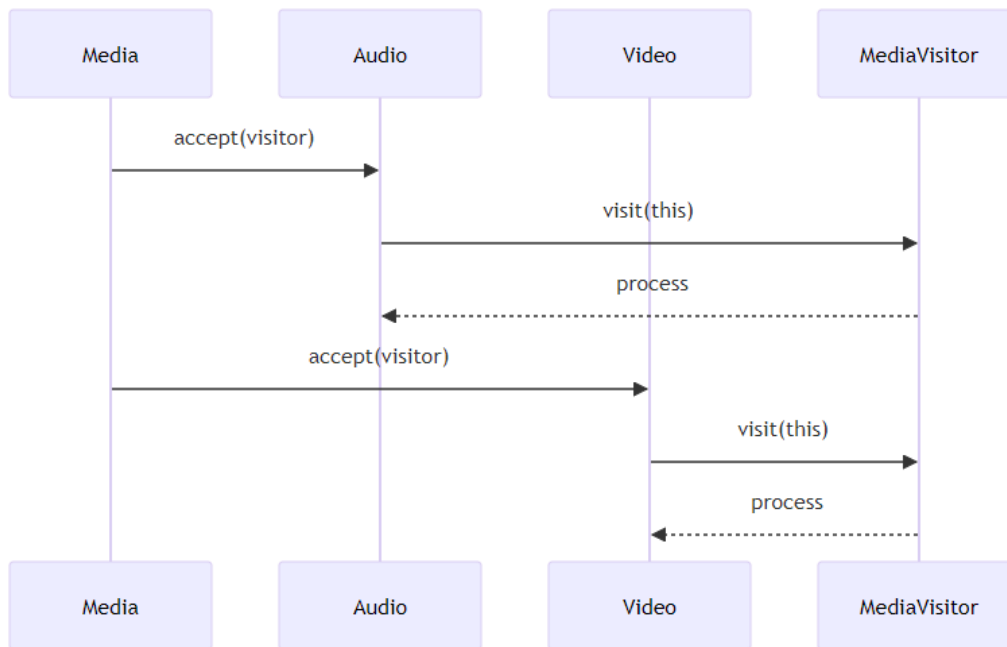 Media
Audio
Video
MediaVisitor
accept(visitor)
visit(this)
process
accept(visitor)
visit(this)
process
Media
Audio
Video
MediaVisitor